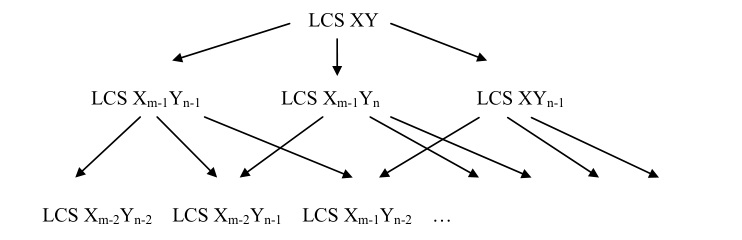 LCS XY
LCS Xm-1Yn-1 LCS Xm-1Yn LCS XYn-1
LCS Xm-2Yn-2 LCS Xm-2Yn-1 LCS Xm-1Yn-2 …